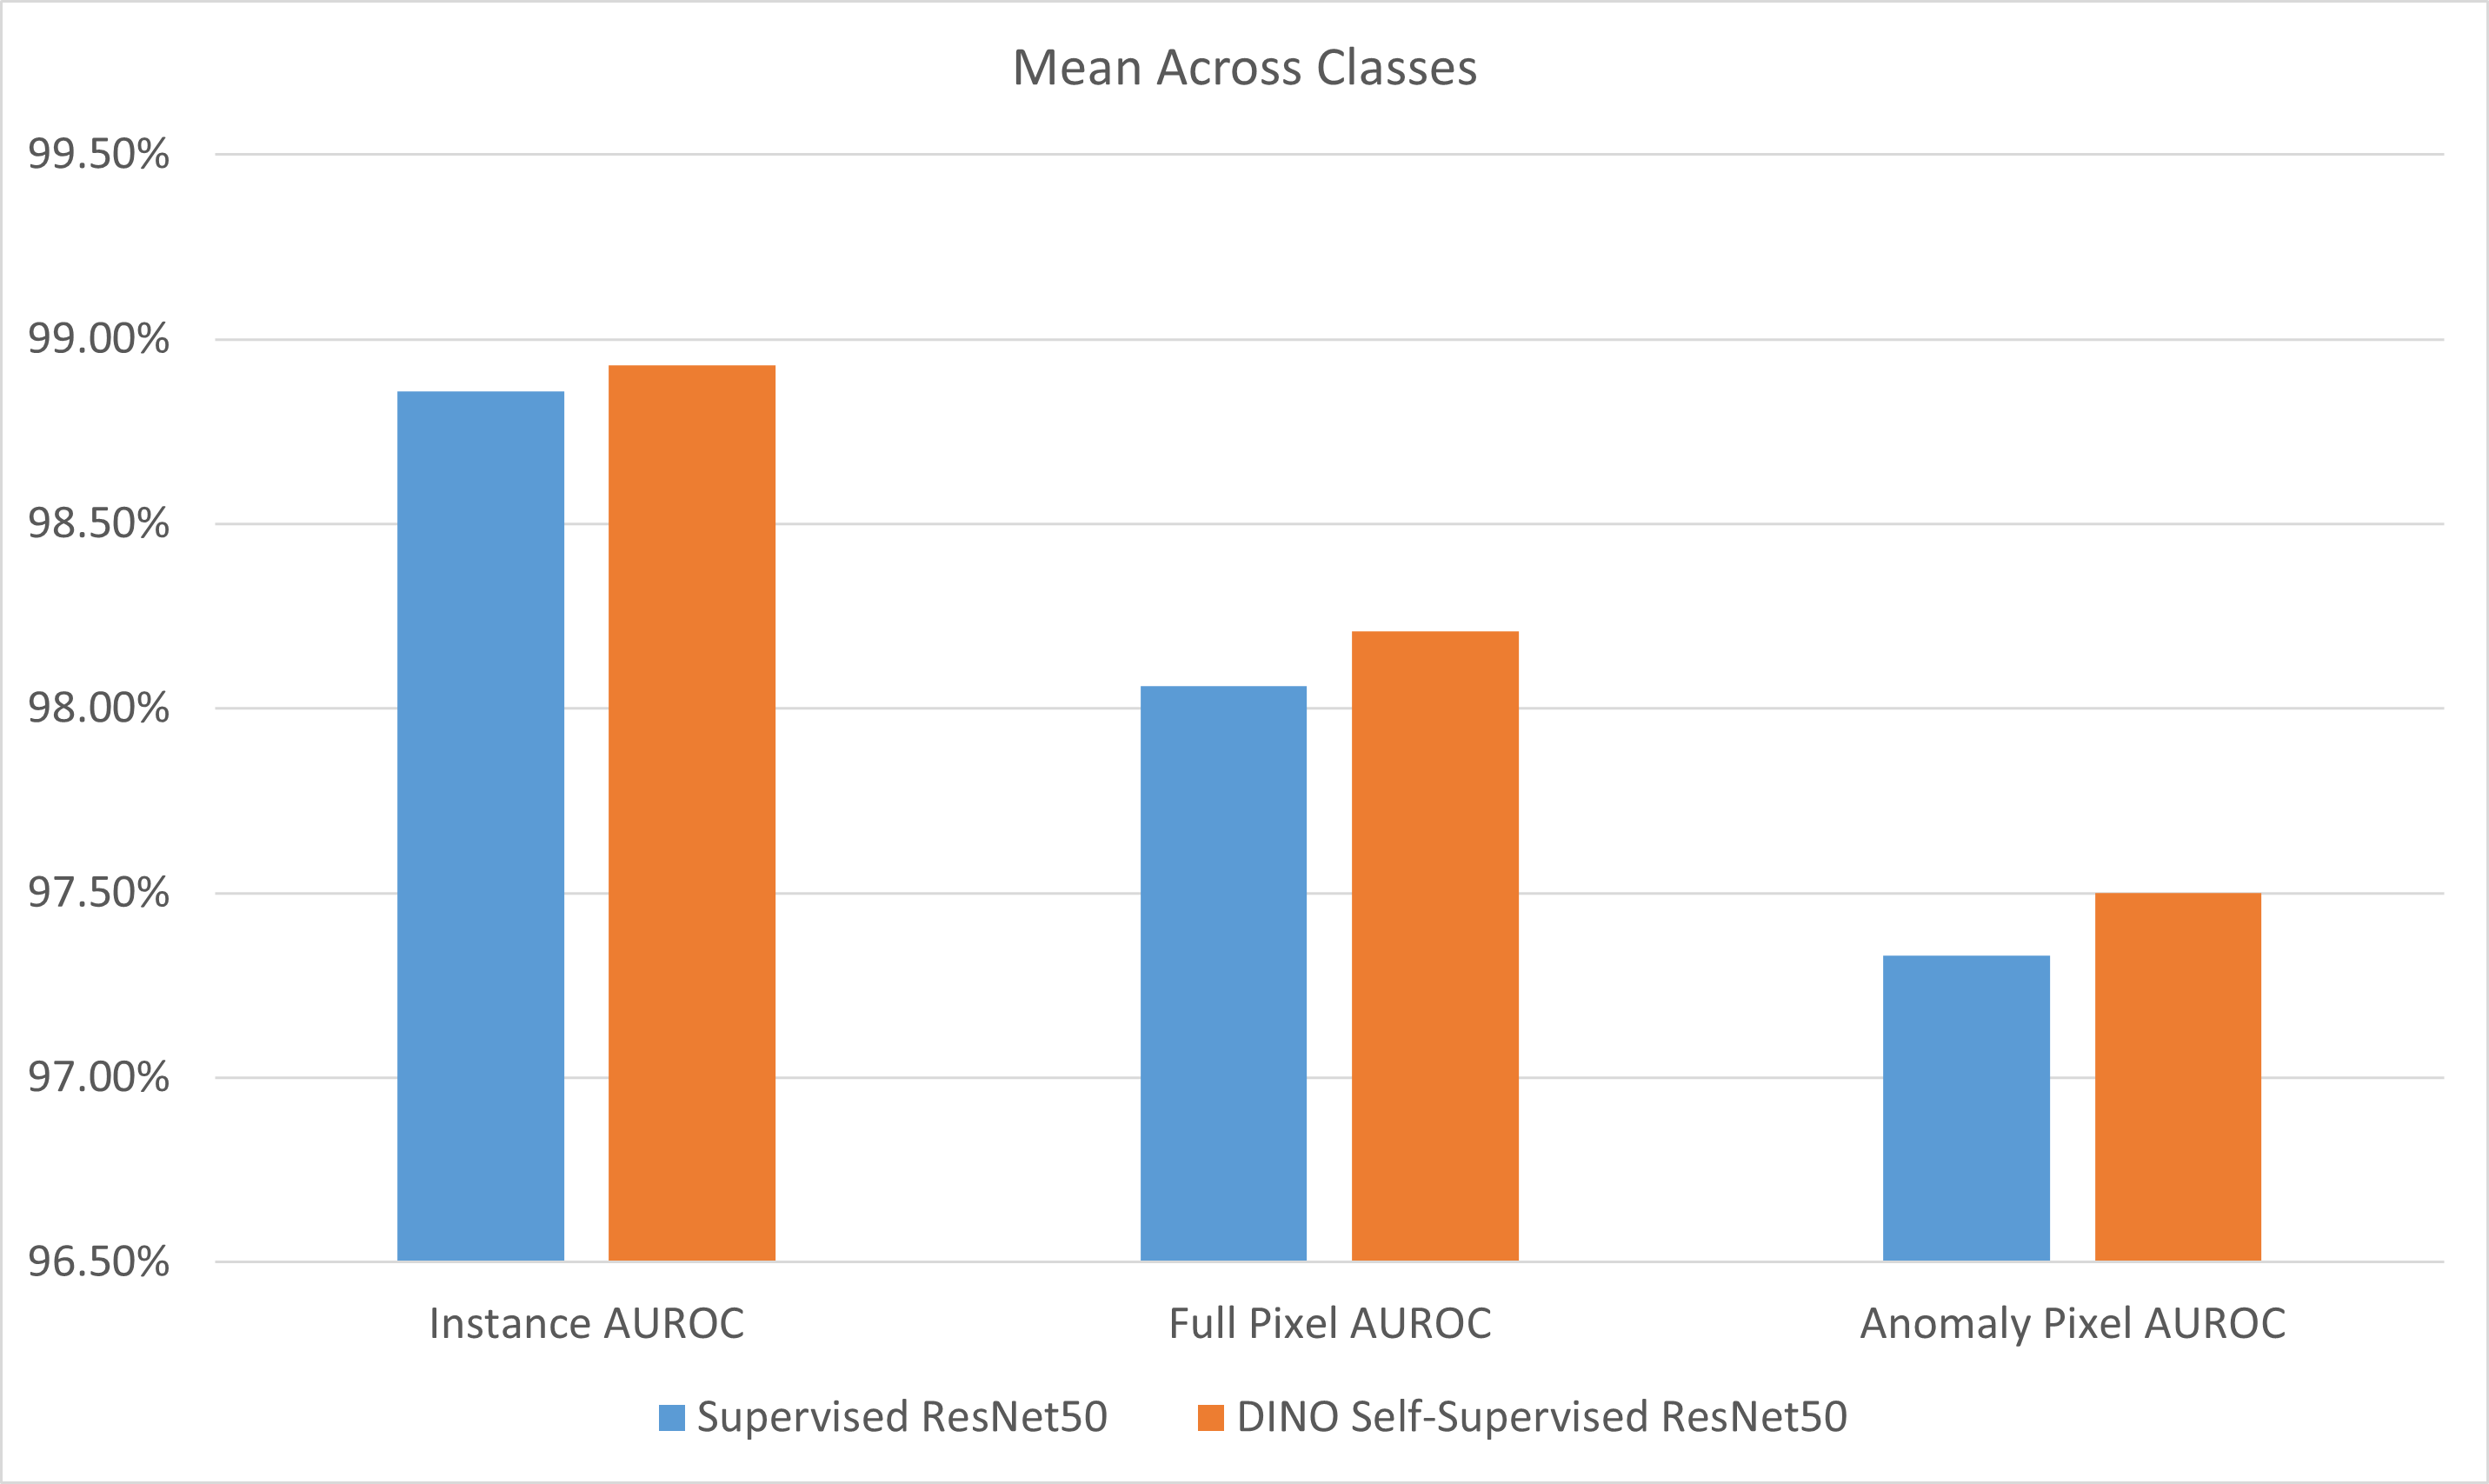 Mean Across Classes
99.50%
99.00%
98.50%
98.00%
97.50%
97.00%
96.50%
Instance AUROC Full Pixel AUROC Anomaly Pixel AUROC
Supervised ResNet50 DINO Self-Supervised ResNet50